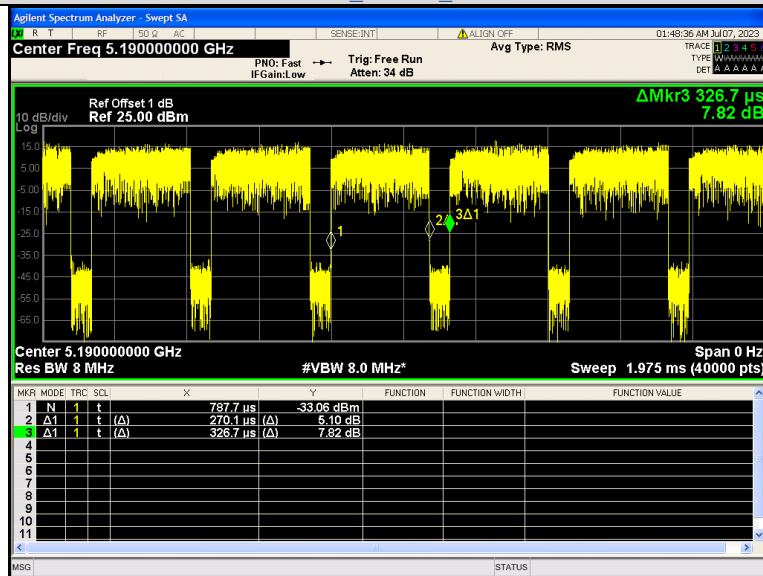 Agilent Spectrum Analyzer - Swept SA
LXI R T RF 50 Ω AC SENSE:INT ALIGN OFF 01:48:36 AM Jul 07, 2023
Center Freq 5.190000000 GHz Avg Type: RMS TRACE 1 2 3 4 5
PNO: Fast Trig: Free Run TYPE W
IFGain:Low Atten: 34 dB DET A A A A A
ΔMkr3 326.7 µs
Ref Offset 1 dB
10 dB/div Ref 25.00 dBm 7.82 dB
Log
15.0
5.00
-5.00
-15.0
-25.0
-35.0
-45.0
-55.0
-65.0
1
2Δ
3Δ1
Center 5.190000000 GHz Span 0 Hz
Res BW 8 MHz #VBW 8.0 MHz* Sweep 1.975 ms (40000 pts)
MKR MODE TRC SCL X Y FUNCTION FUNCTION WIDTH FUNCTION VALUE
1 N 1 t 787.7 µs -33.06 dBm
2 Δ1 1 t (Δ) 270.1 µs (Δ) 5.10 dB
3 Δ1 1 t (Δ) 326.7 µs (Δ) 7.82 dB
4
5
6
7
8
9
10
11
MSG STATUS